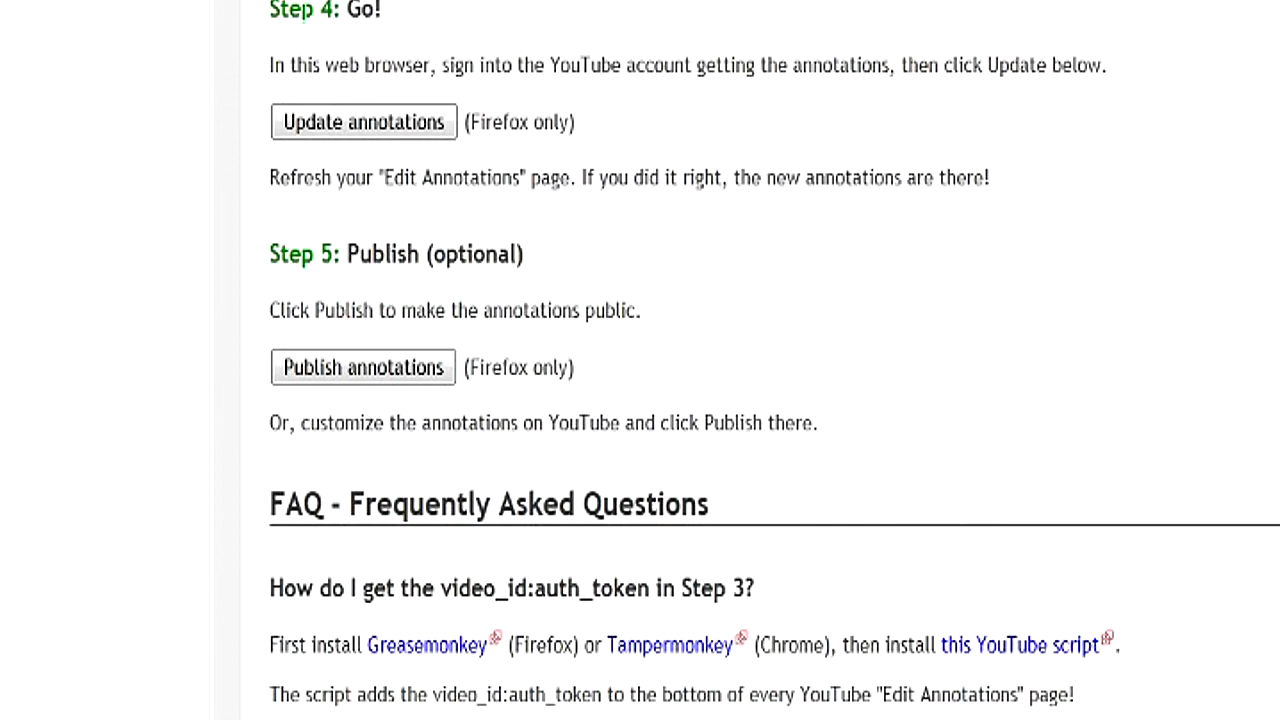 Step 4: Go!
In this web browser, sign into the YouTube account getting the annotations, then click Update below.
Update annotations (Firefox only)
Refresh your "Edit Annotations" page. If you did it right, the new annotations are there!
Step 5: Publish (optional)
Click Publish to make the annotations public.
Publish annotations (Firefox only)
Or, customize the annotations on YouTube and click Publish there.
FAQ - Frequently Asked Questions
How do I get the video_id:auth_token in Step 3?
First install Greasemonkey (Firefox) or Tampermonkey (Chrome), then install this YouTube script.
The script adds the video_id:auth_token to the bottom of every YouTube "Edit Annotations" page!